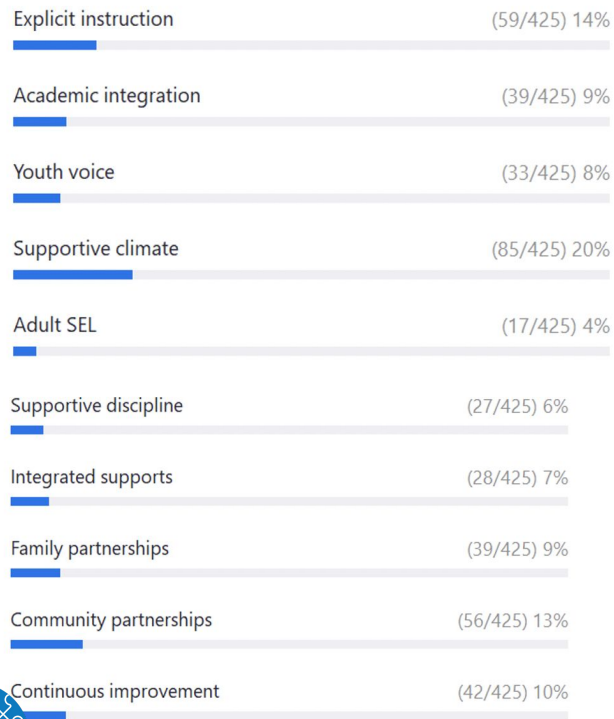 Explicit instruction (59/425) 14%
Academic integration (39/425) 9%
Youth voice (33/425) 8%
Supportive climate (85/425) 20%
Adult SEL (17/425) 4%
Supportive discipline (27/425) 6%
Integrated supports (28/425) 7%
Family partnerships (39/425) 9%
Community partnerships (56/425) 13%
Continuous improvement (42/425) 10%